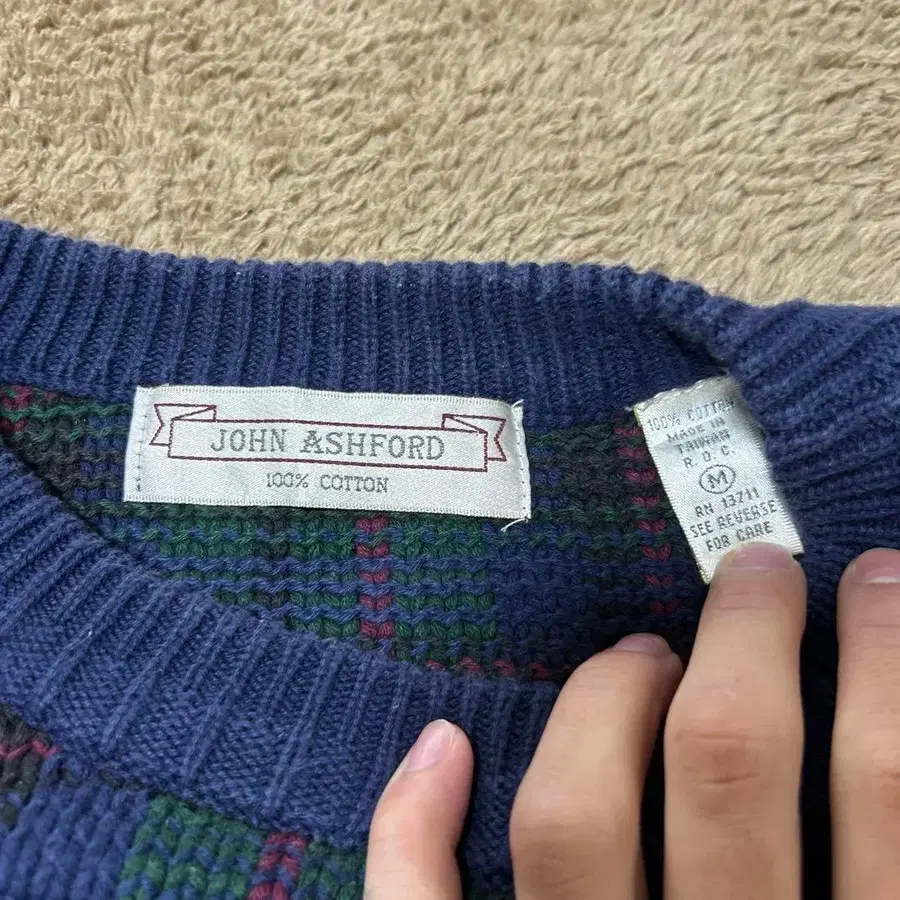 JOHN ASHFORD
100% COTTON
100% COTTON
MADE IN
TAIWAN
R.O.C.
M
RN 13711
SEE REVERSE
FOR CARE